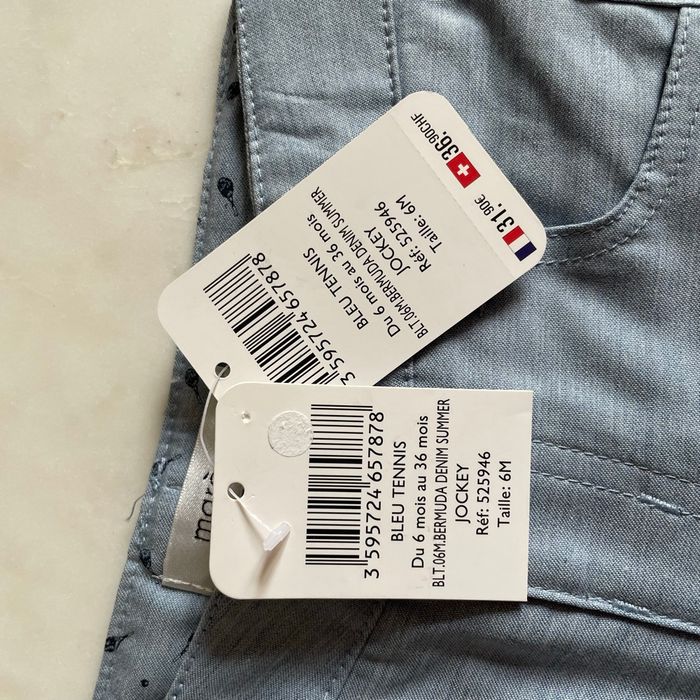 36.90CHF
31.90€
Taille: 6M
Réf: 525946
JOCKEY
BLT.06M.BERMUDA DENIM SUMMER
Du 6 mois au 36 mois
BLEU TENNIS
3 595724 657878
3 595724 657878
BLEU TENNIS
Du 6 mois au 36 mois
BLT.06M.BERMUDA DENIM SUMMER
JOCKEY
Réf: 525946
Taille: 6M